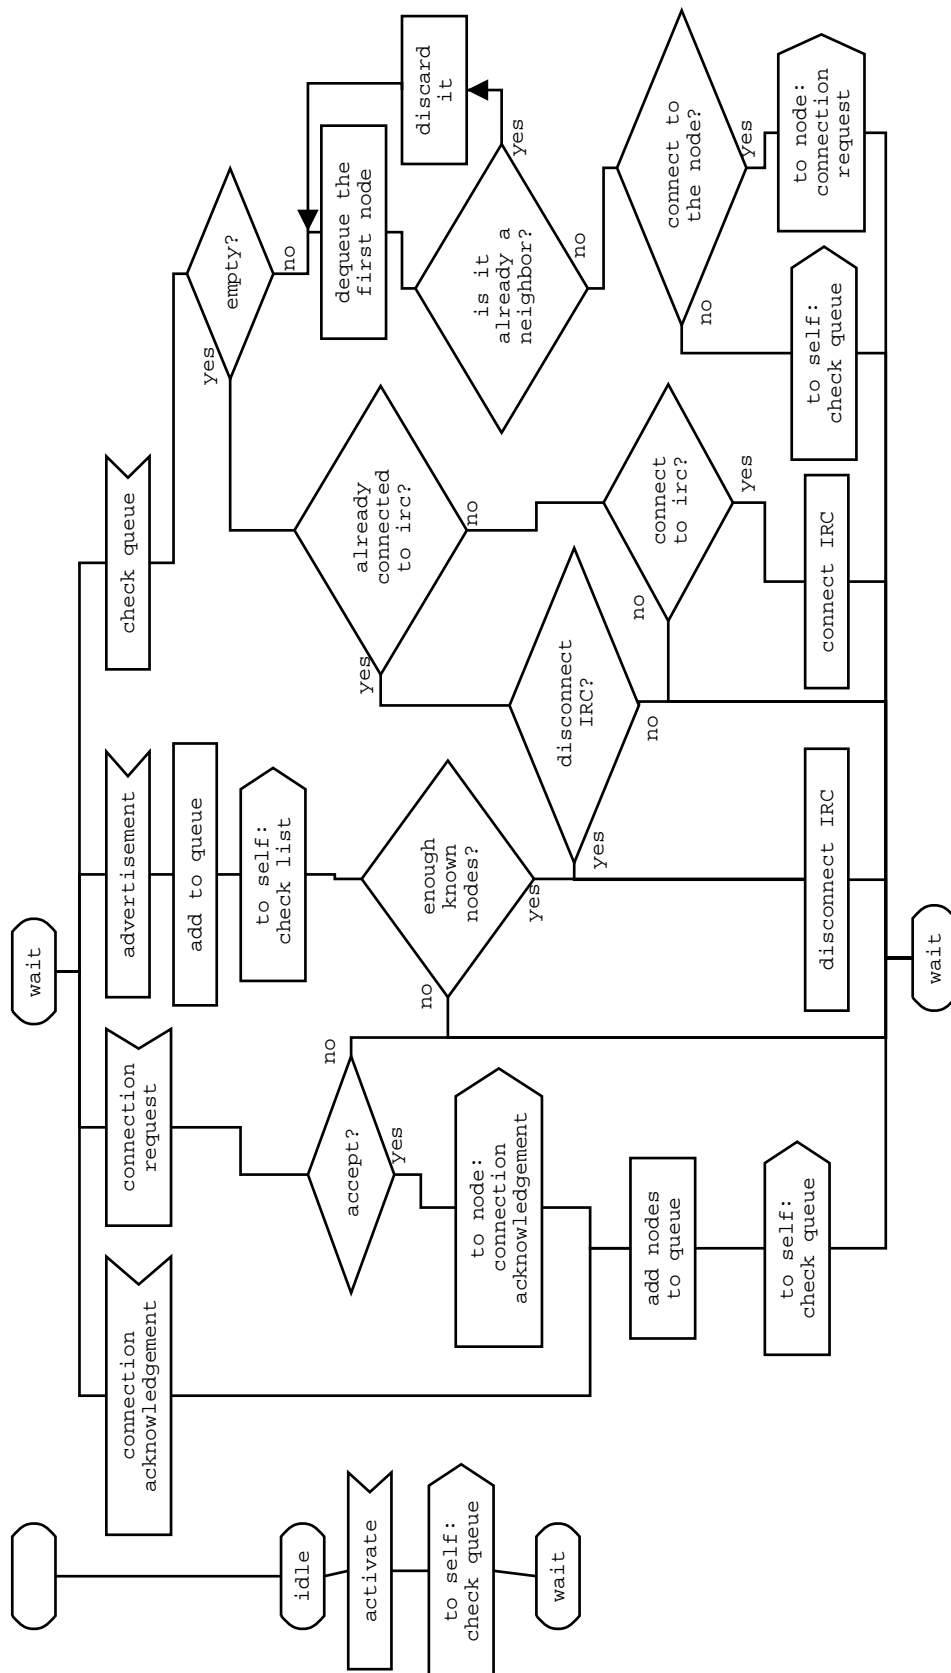 idle
activate
to self:
check queue
wait
wait
connection
acknowledgement
connection
request
accept?
no
yes
to node:
connection
acknowledgement
add nodes
to queue
to self:
check queue
advertisement
add to queue
to self:
check list
enough
known
nodes?
no
yes
disconnect IRC
check queue
empty?
yes
no
already
connected
to irc?
yes
no
disconnect
IRC?
yes
no
connect
to irc?
no
yes
connect IRC
dequeue the
first node
discard
it
is it
already a
neighbor?
yes
no
connect to
the node?
no
yes
to self:
check queue
to node:
connection
request
wait